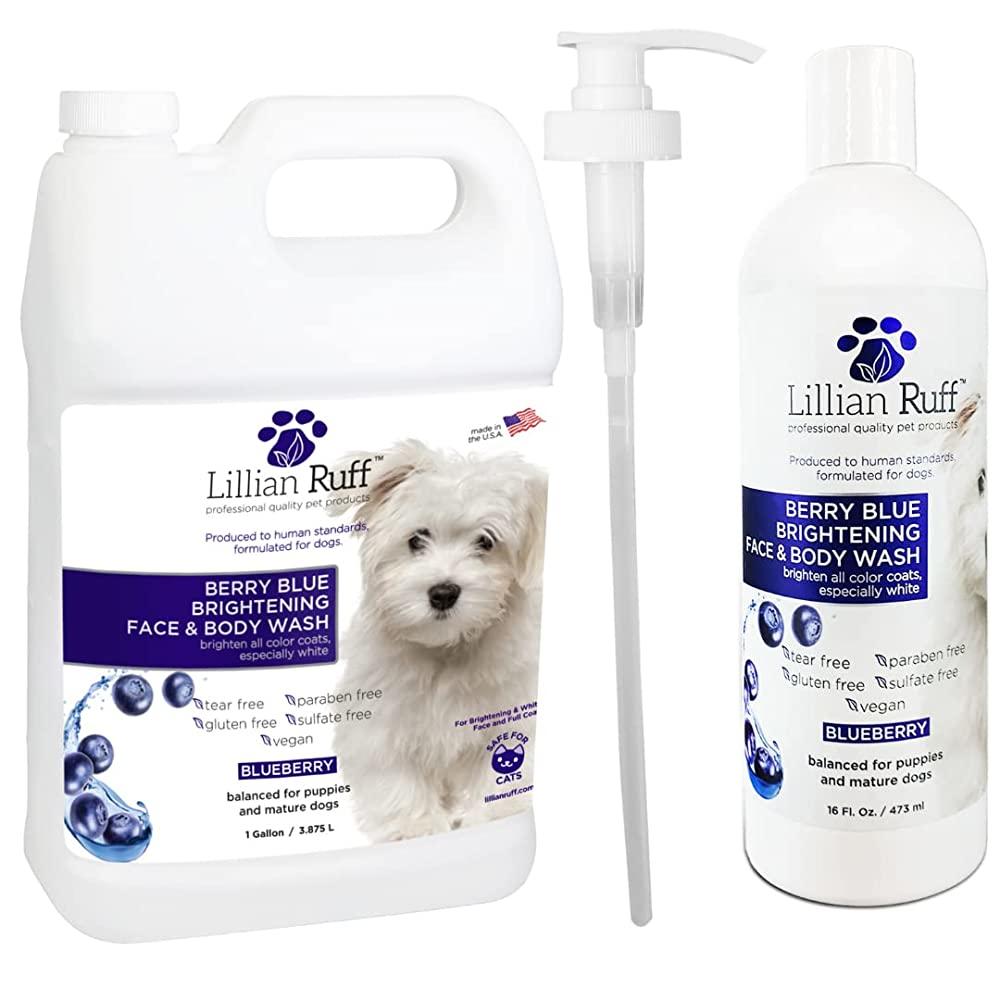 made in
the U.S.A.
Lillian Ruff™
professional quality pet products
Produced to human standards,
formulated for dogs.
BERRY BLUE
BRIGHTENING
FACE & BODY WASH
brighten all color coats,
especially white
tear free
paraben free
gluten free
sulfate free
vegan
BLUEBERRY
balanced for puppies
and mature dogs
1 Gallon / 3.875 L
For Brightening &
Face and Full
SAFE FOR
CATS
lillianruff.com
Lillian Ruff™
professional quality pet products
Produced to human standards,
formulated for dogs.
BERRY BLUE
BRIGHTENING
FACE & BODY WASH
brighten all color coats,
especially white
tear free
paraben free
gluten free
sulfate free
vegan
BLUEBERRY
balanced for puppies
and mature dogs
16 Fl. Oz. / 473 ml